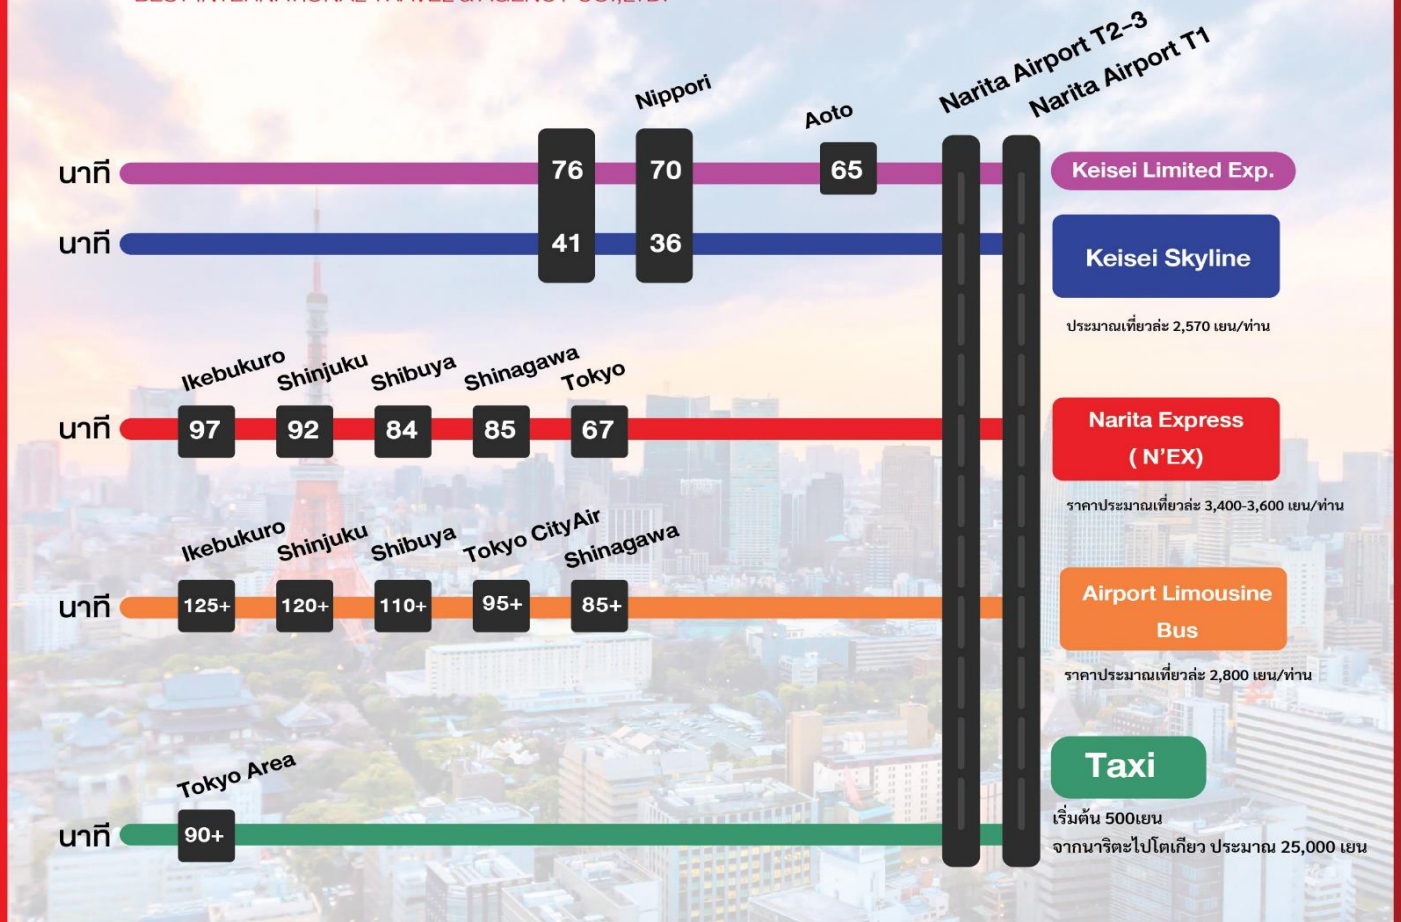 BEST INTERNATIONAL TRAVEL & AGENCY CO.,LTD.
Narita Airport T2-3
Narita Airport T1
Nippori
Aoto
นาที 76 70 65 Keisei Limited Exp.
นาที 41 36 Keisei Skyline
ประมาณเที่ยวล่ะ 2,570 เยน/ท่าน
Ikebukuro Shinjuku Shibuya Shinagawa Tokyo
นาที 97 92 84 85 67
Narita Express
( N'EX)
ราคาประมาณเที่ยวล่ะ 3,400-3,600 เยน/ท่าน
Ikebukuro Shinjuku Shibuya Tokyo CityAir Shinagawa
นาที 125+ 120+ 110+ 95+ 85+
Airport Limousine
Bus
ราคาประมาณเที่ยวล่ะ 2,800 เยน/ท่าน
Tokyo Area
Taxi
นาที 90+
เริ่มต้น 500เยน
จากนาริตะไปโตเกียว ประมาณ 25,000 เยน